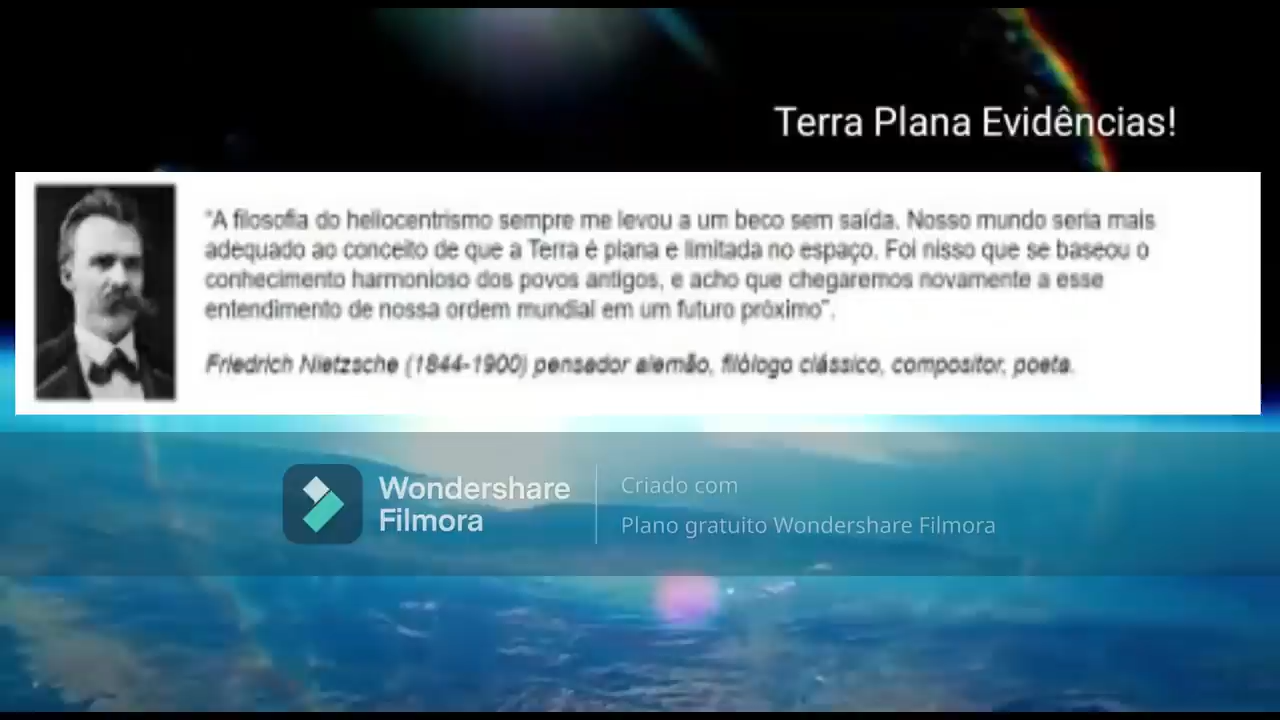 Terra Plana Evidências!
"A filosofia do heliocentrismo sempre me levou a um beco sem saída. Nosso mundo seria mais
adequado ao conceito de que a Terra é plana e limitada no espaço. Foi nisso que se baseou o
conhecimento harmonioso dos povos antigos, e acho que chegaremos novamente a esse
entendimento de nossa ordem mundial em um futuro próximo".
Friedrich Nietzsche (1844-1900) pensador alemão, filólogo clássico, compositor, poeta.
Wondershare
Filmora
Criado com
Plano gratuito Wondershare Filmora